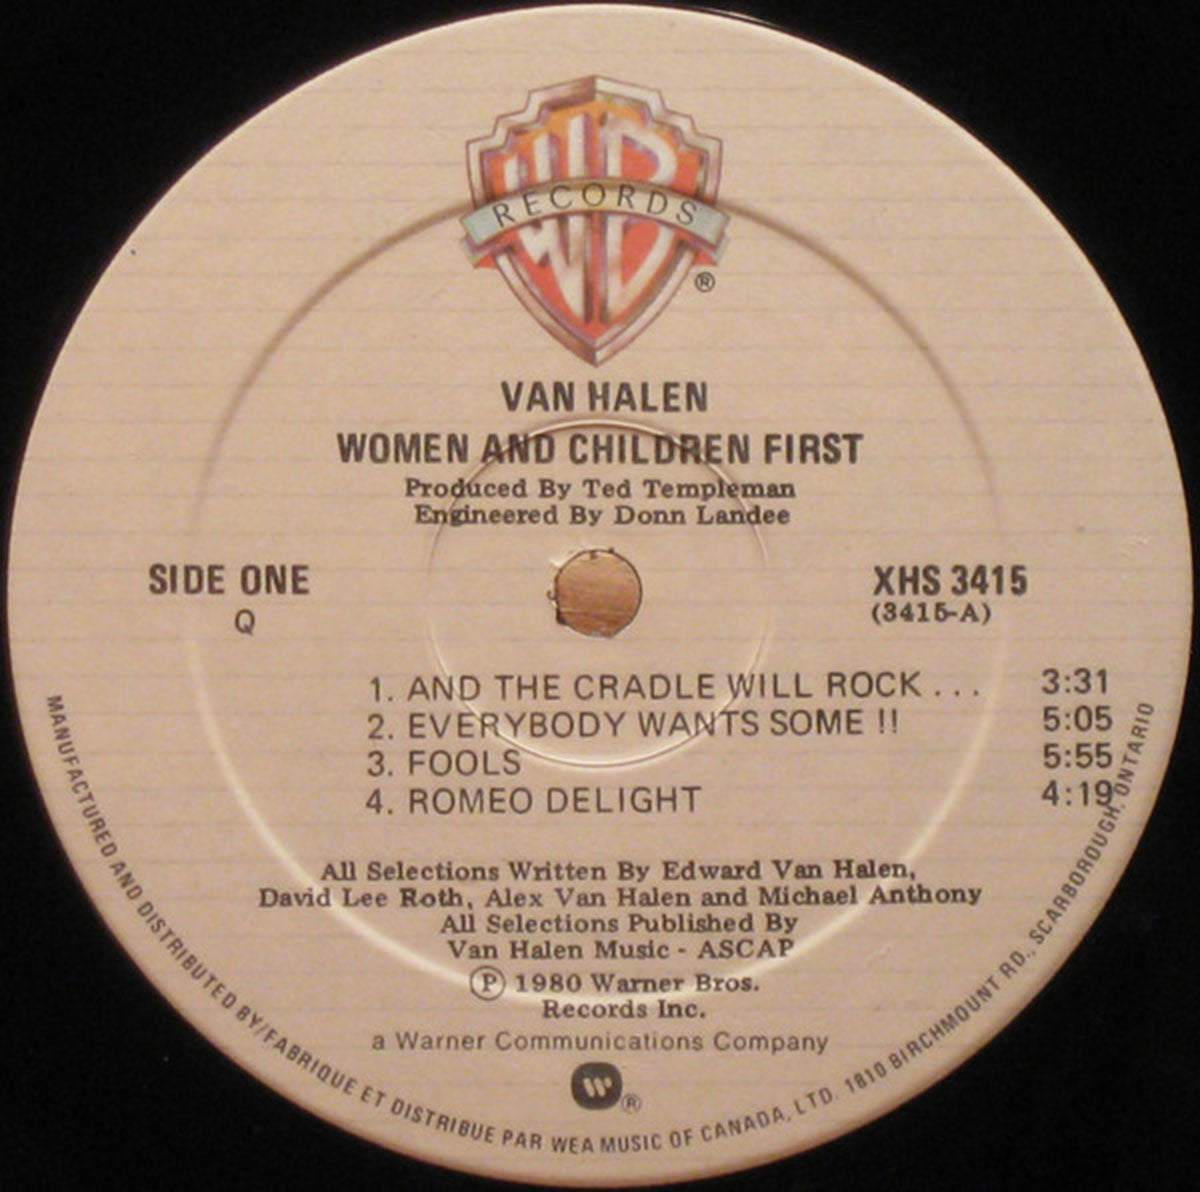 WB
RECORDS
®
VAN HALEN
WOMEN AND CHILDREN FIRST
Produced By Ted Templeman
Engineered By Donn Landee
SIDE ONE
Q
XHS 3415
(3415-A)
1. AND THE CRADLE WILL ROCK ... 3:31
2. EVERYBODY WANTS SOME !! 5:05
3. FOOLS 5:55
4. ROMEO DELIGHT 4:19
All Selections Written By Edward Van Halen,
David Lee Roth, Alex Van Halen and Michael Anthony
All Selections Published By
Van Halen Music - ASCAP
Ⓟ 1980 Warner Bros.
Records Inc.
a Warner Communications Company
W ®
MANUFACTURED AND DISTRIBUTED BY/FABRIQUE ET DISTRIBUE PAR WEA MUSIC OF CANADA, LTD. 1810 BIRCHMOUNT RD., SCARBOROUGH, ONTARIO